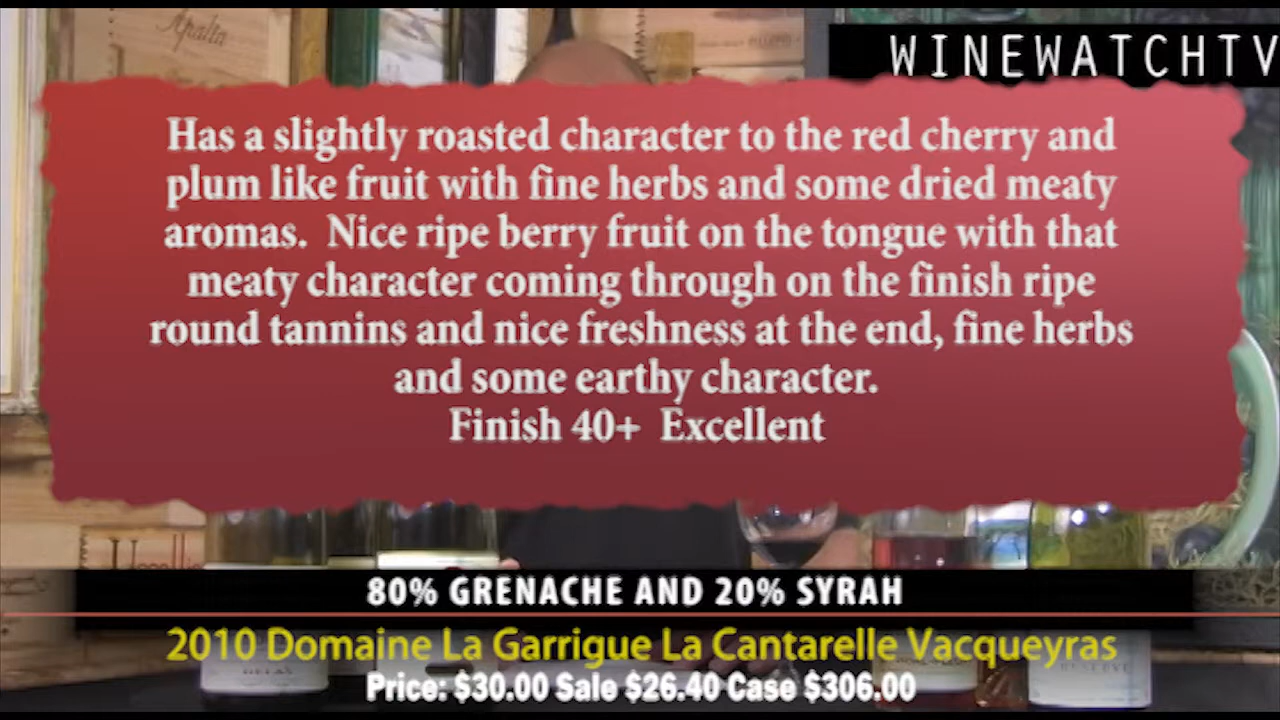 Apalta
WINEWATCHTV
Has a slightly roasted character to the red cherry and
plum like fruit with fine herbs and some dried meaty
aromas.  Nice ripe berry fruit on the tongue with that
meaty character coming through on the finish ripe
round tannins and nice freshness at the end, fine herbs
and some earthy character.
Finish 40+  Excellent
80% GRENACHE AND 20% SYRAH
2010 Domaine La Garrigue La Cantarelle Vacqueyras
RESERVE
Price: $30.00 Sale $26.40 Case $306.00